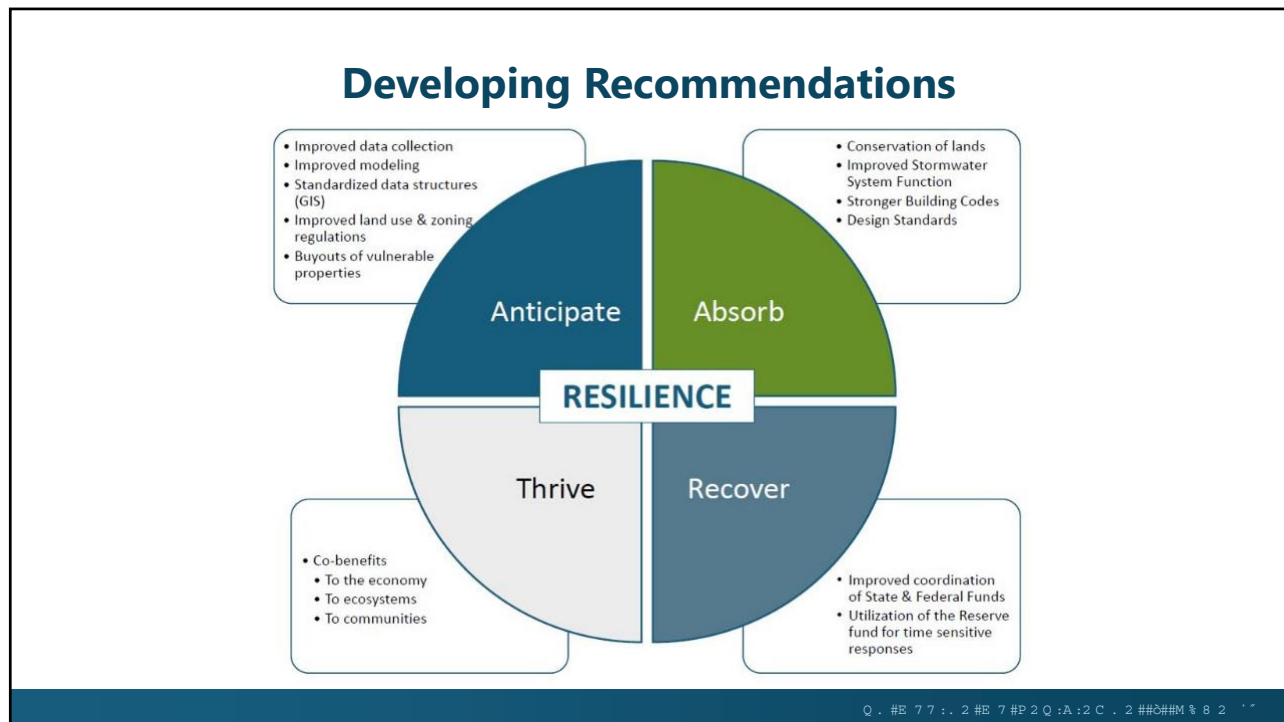 Developing Recommendations
• Improved data collection
• Improved modeling
• Standardized data structures
(GIS)
• Improved land use & zoning
regulations
• Buyouts of vulnerable
properties
• Conservation of lands
• Improved Stormwater
System Function
• Stronger Building Codes
• Design Standards
Anticipate
Absorb
RESILIENCE
Thrive
Recover
• Co-benefits
• To the economy
• To ecosystems
• To communities
• Improved coordination
of State & Federal Funds
• Utilization of the Reserve
fund for time sensitive
responses